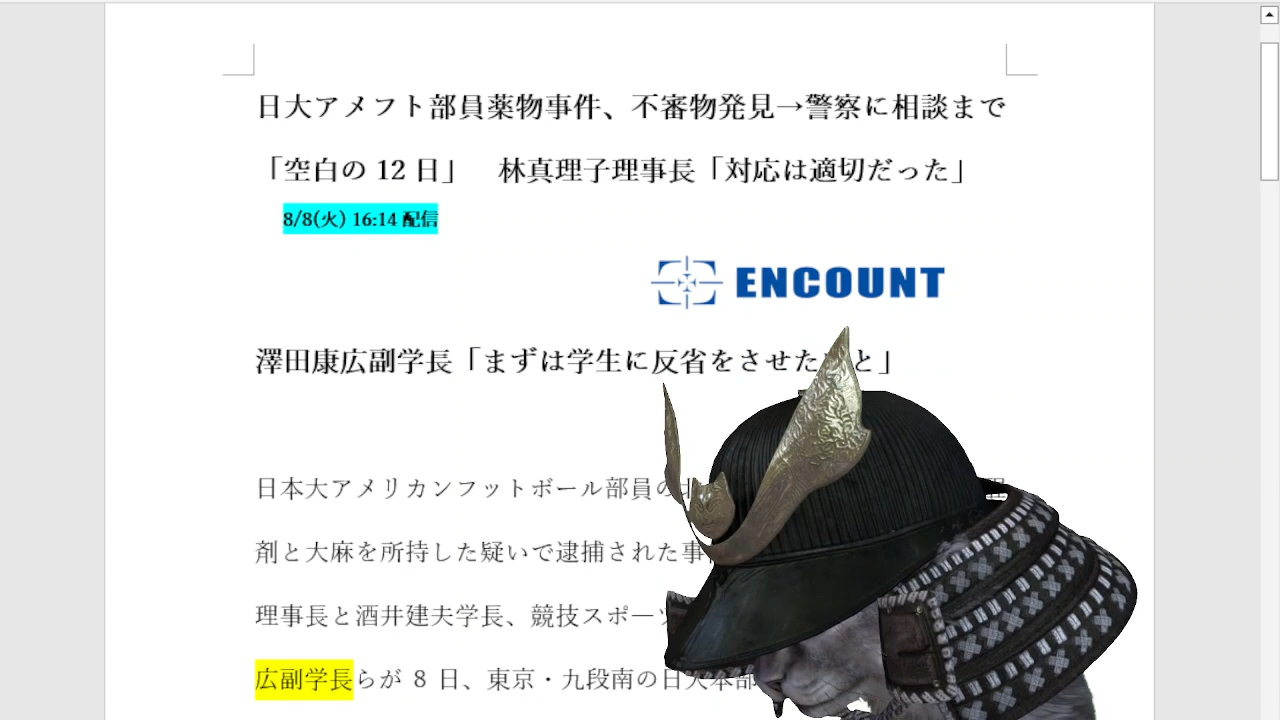 日大アメフト部員薬物事件、不審物発見→警察に相談まで
「空白の 12 日」　林真理子理事長「対応は適切だった」
8/8(火) 16:14 配信
ENCOUNT
澤田康広副学長「まずは学生に反省をさせた と」
日本大アメリカンフットボール部員の
剤と大麻を所持した疑いで逮捕された事
理事長と酒井建夫学長、競技スポーツ
広副学長らが 8 日、東京・九段南の日大本部